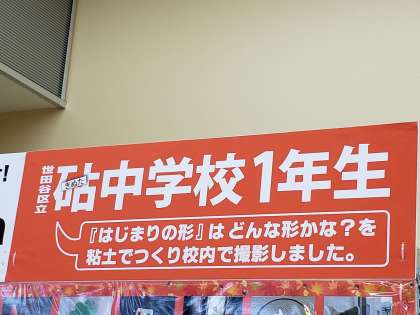 世田谷区立
砧中学校1年生
きぬた
『はじまりの形』は どんな形かな？を
粘土でつくり校内で撮影しました。